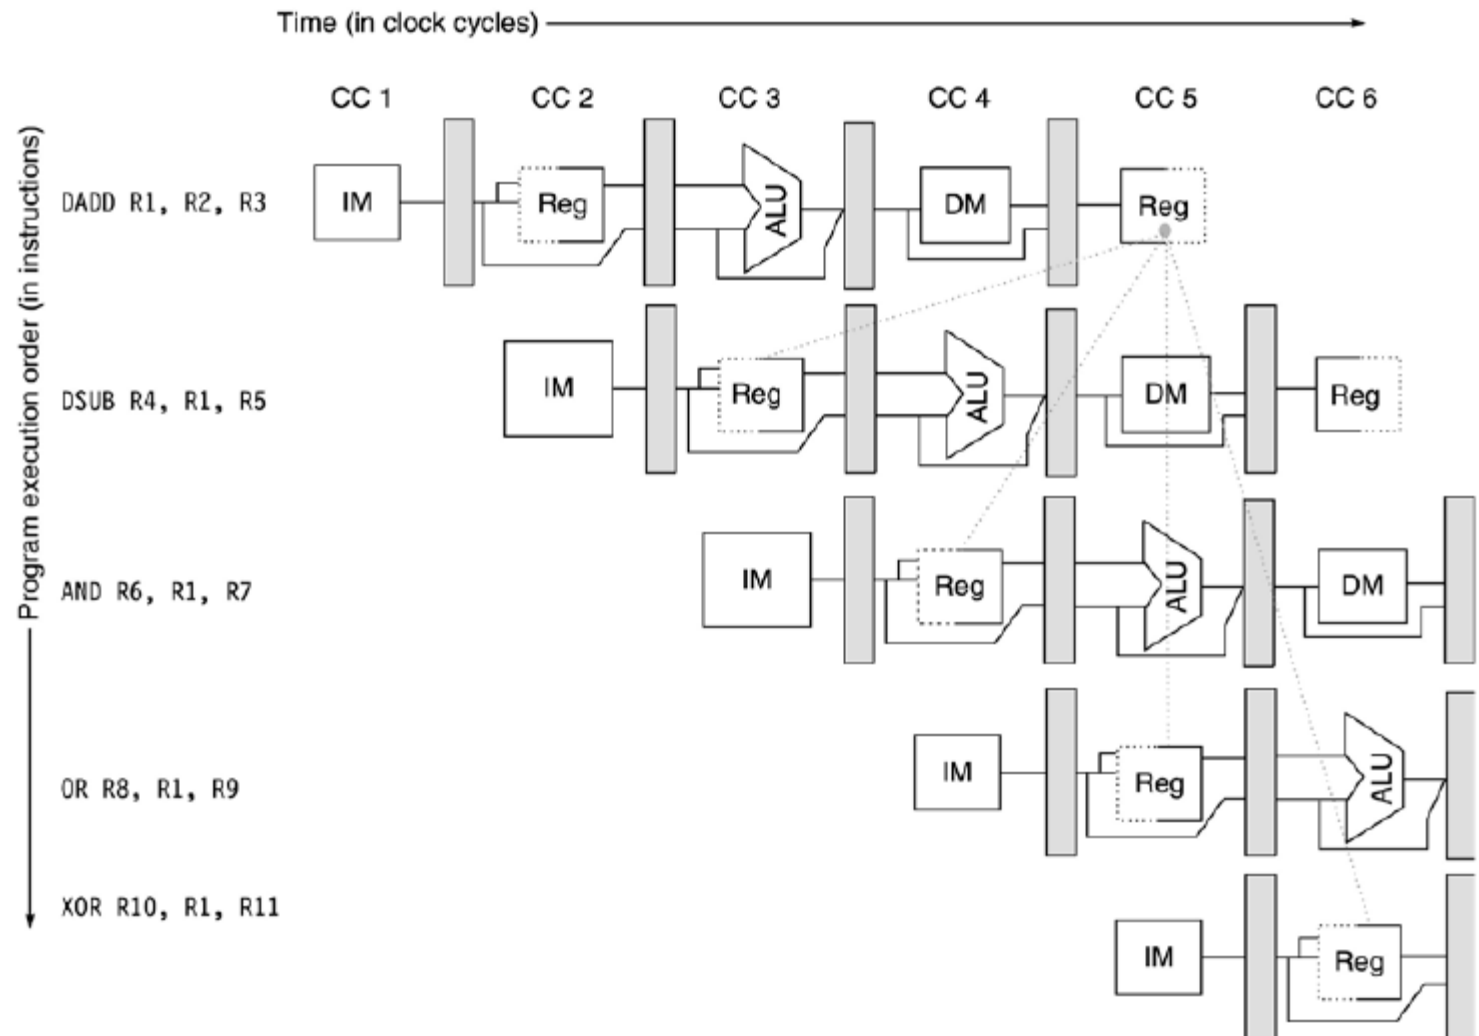 Time (in clock cycles)
CC 1 CC 2 CC 3 CC 4 CC 5 CC 6
Program execution order (in instructions)
DADD R1, R2, R3 IM Reg ALU DM Reg
DSUB R4, R1, R5 IM Reg ALU DM Reg
AND R6, R1, R7 IM Reg ALU DM
OR R8, R1, R9 IM Reg ALU
XOR R10, R1, R11 IM Reg